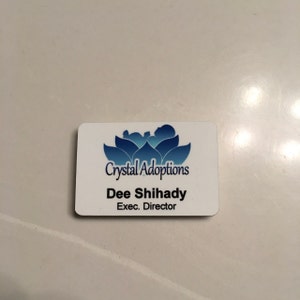 Crystal Adoptions
Dee Shihady
Exec. Director